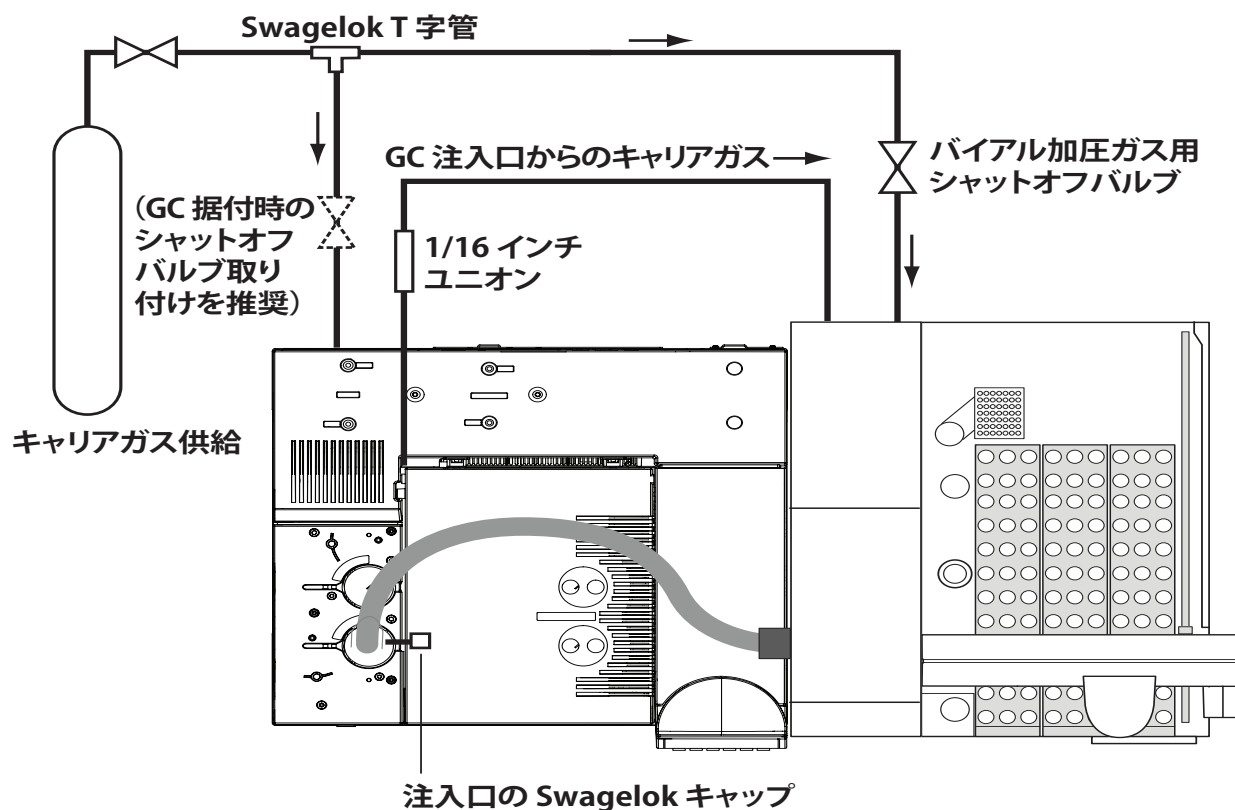 Swagelok T 字管
GC 注入口からのキャリアガス
バイアル加圧ガス用
シャットオフバルブ
（GC 据付時の
シャットオフ
バルブ取り
付けを推奨）
1/16 インチ
ユニオン
キャリアガス供給
注入口の Swagelok キャップ